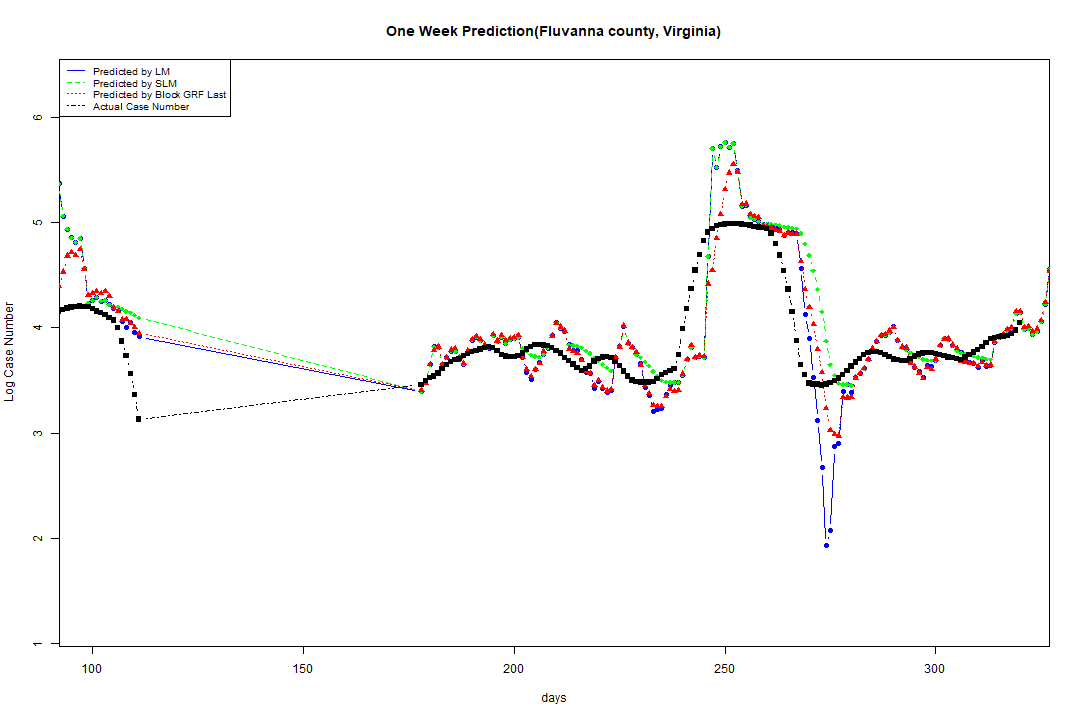 One Week Prediction(Fluvanna county, Virginia)
Predicted by LM
Predicted by SLM
Predicted by Block GRF Last
Actual Case Number
Log Case Number
6
5
4
3
2
1
100 150 200 250 300
days